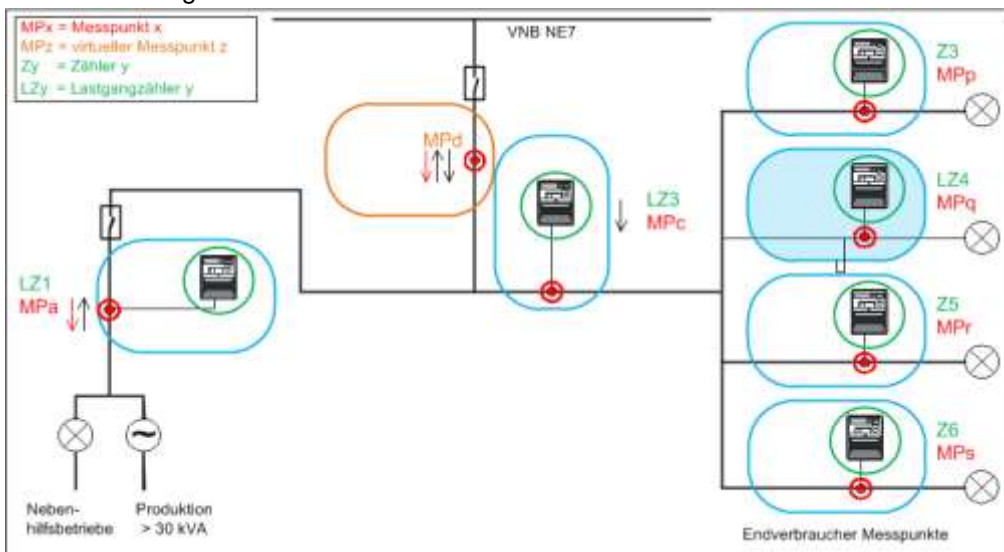 MPx = Messpunkt x
MPz = virtueller Messpunkt z
Zy = Zähler y
LZy = Lastgangzähler y
VNB NE7
Z3
MPp
MPd
LZ4
MPq
LZ3
MPc
LZ1
MPa
Z5
MPr
Z6
MPs
Neben-
hilfsbetriebe
Produktion
> 30 kVA
Endverbraucher Messpunkte